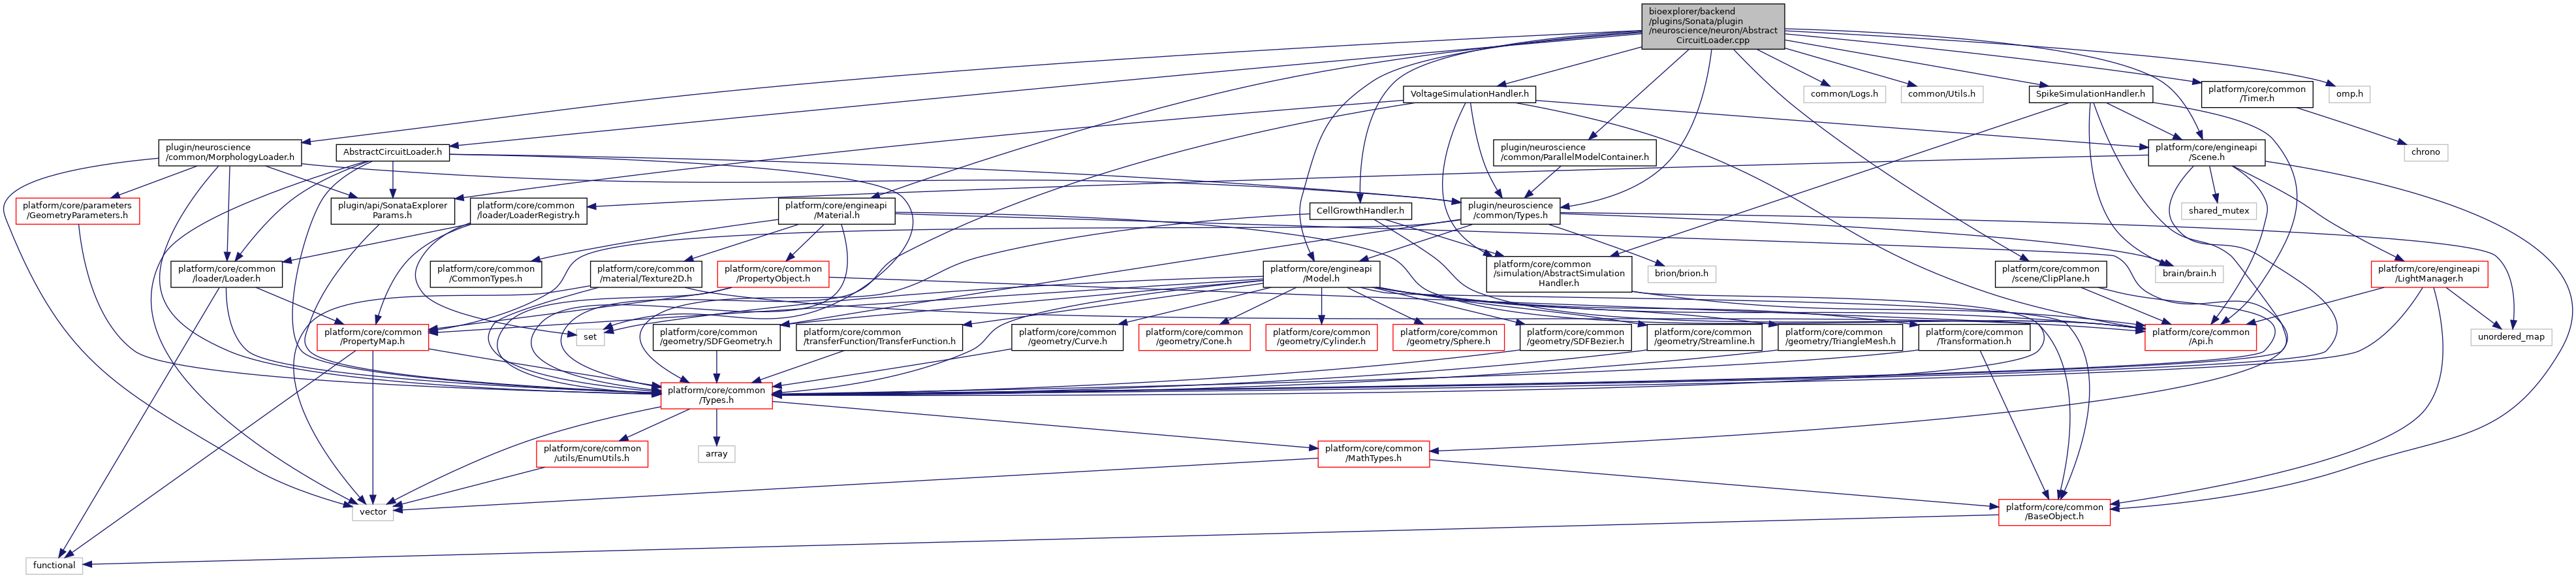 bioexplorer/backend
/plugins/Sonata/plugin
/neuroscience/neuron/Abstract
CircuitLoader.cpp
VoltageSimulationHandler.h
common/Logs.h
common/Utils.h
SpikeSimulationHandler.h
platform/core/common
/Timer.h
omp.h
plugin/neuroscience
/common/MorphologyLoader.h
AbstractCircuitLoader.h
plugin/neuroscience
/common/ParallelModelContainer.h
platform/core/engineapi
/Scene.h
chrono
platform/core/parameters
/GeometryParameters.h
plugin/api/SonataExplorer
Params.h
platform/core/common
/loader/LoaderRegistry.h
platform/core/engineapi
/Material.h
CellGrowthHandler.h
plugin/neuroscience
/common/Types.h
shared_mutex
platform/core/common
/loader/Loader.h
platform/core/common
/CommonTypes.h
platform/core/common
/material/Texture2D.h
platform/core/common
/PropertyObject.h
platform/core/engineapi
/Model.h
platform/core/common
/simulation/AbstractSimulation
Handler.h
brion/brion.h
platform/core/common
/scene/ClipPlane.h
brain/brain.h
platform/core/engineapi
/LightManager.h
platform/core/common
/PropertyMap.h
set
platform/core/common
/geometry/SDFGeometry.h
platform/core/common
/transferFunction/TransferFunction.h
platform/core/common
/geometry/Curve.h
platform/core/common
/geometry/Cone.h
platform/core/common
/geometry/Cylinder.h
platform/core/common
/geometry/Sphere.h
platform/core/common
/geometry/SDFBezier.h
platform/core/common
/geometry/Streamline.h
platform/core/common
/geometry/TriangleMesh.h
platform/core/common
/Transformation.h
platform/core/common
/Api.h
unordered_map
platform/core/common
/Types.h
platform/core/common
/utils/EnumUtils.h
array
platform/core/common
/MathTypes.h
vector
platform/core/common
/BaseObject.h
functional